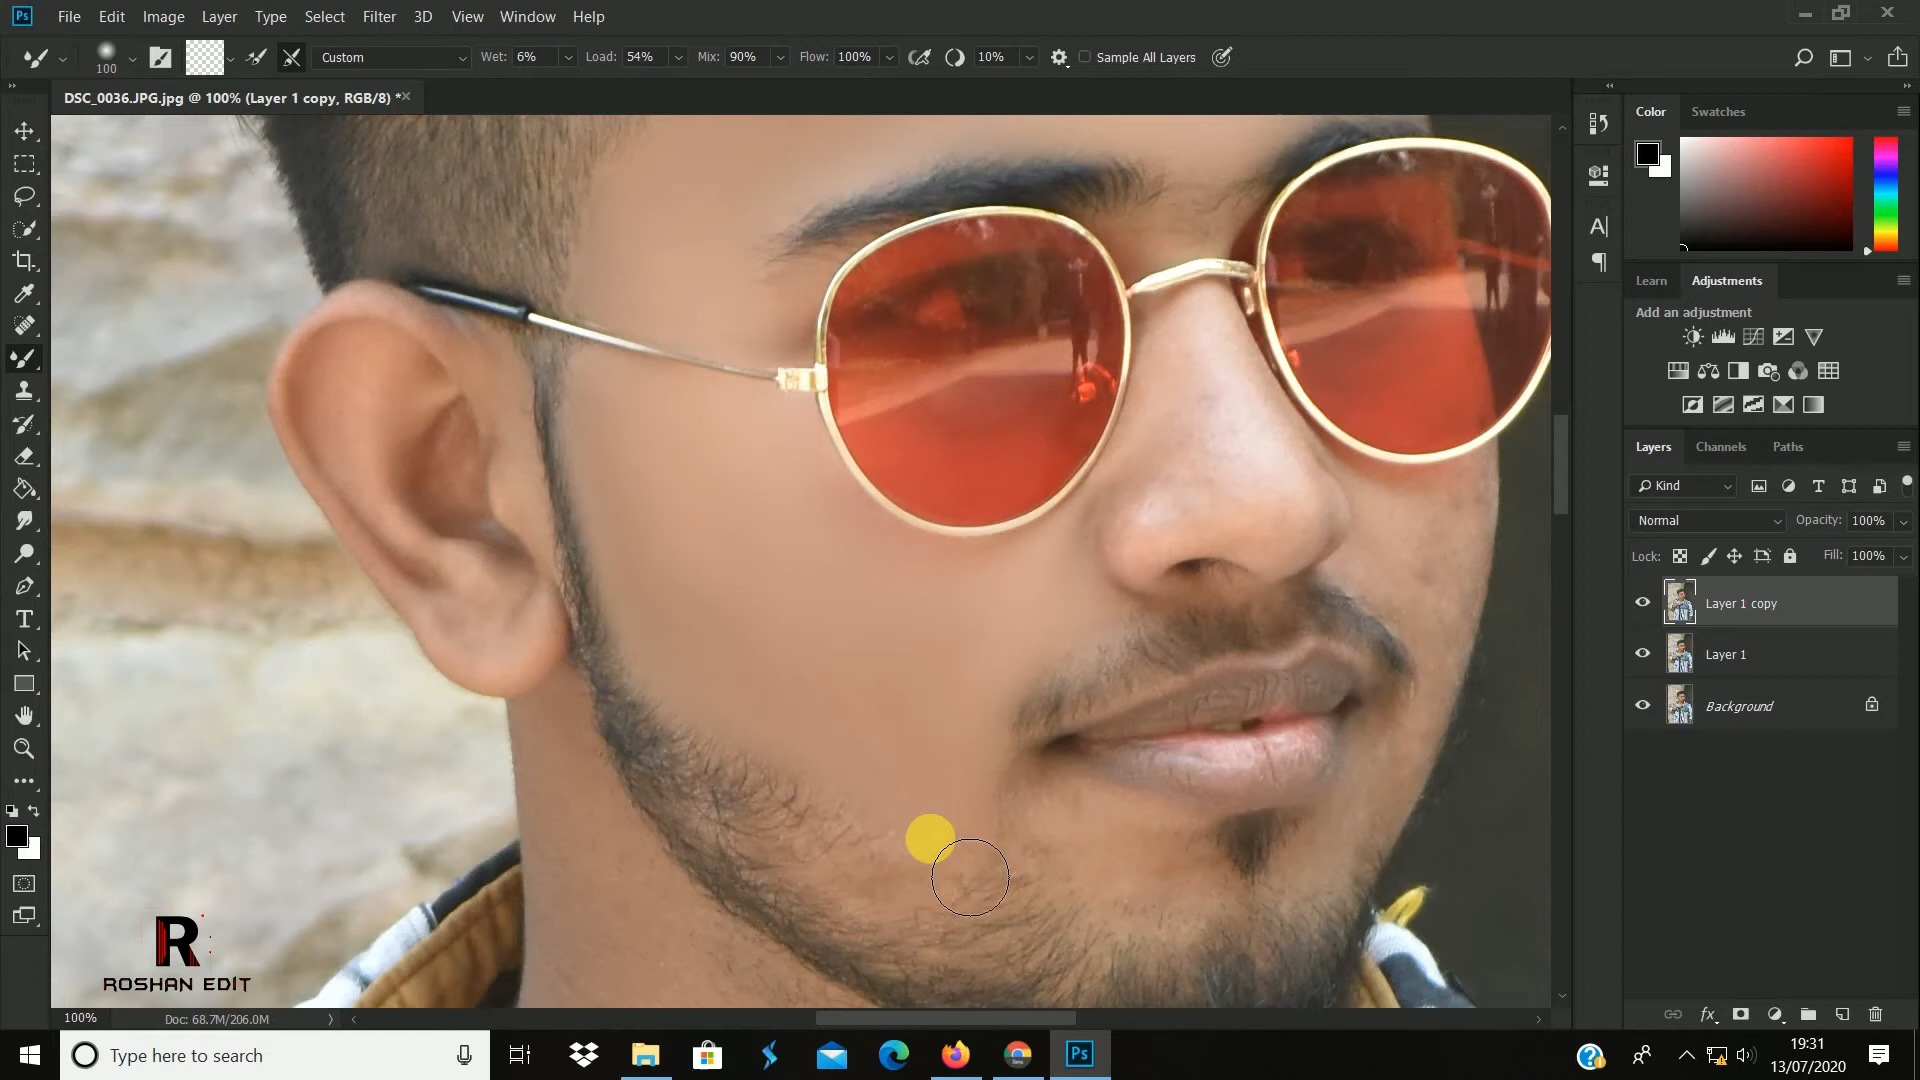 Ps File Edit Image Layer Type Select Filter 3D View Window Help
100 Custom Wet: 6% Load: 54% Mix: 90% Flow: 100% 10% Sample All Layers
DSC_0036.JPG.jpg @ 100% (Layer 1 copy, RGB/8) *
Color Swatches
Learn Adjustments
Add an adjustment
Layers Channels Paths
Kind
Normal Opacity: 100%
Lock: Fill: 100%
Layer 1 copy
Layer 1
Background
R
ROSHAN EDIT
100% Doc: 68.7M/206.0M
Type here to search
Ps
19:31
13/07/2020